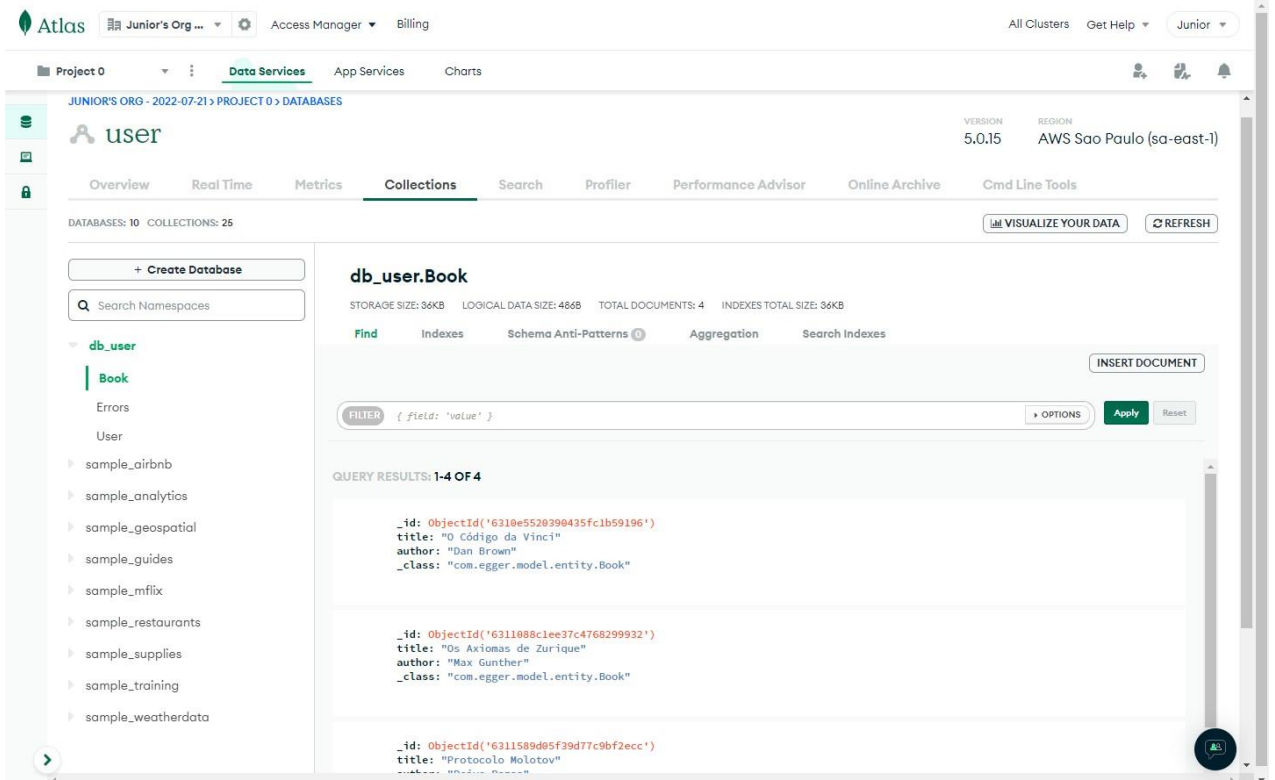 Atlas Junior's Org ... Access Manager Billing All Clusters Get Help Junior
Project 0 Data Services App Services Charts
JUNIOR'S ORG - 2022-07-21 > PROJECT 0 > DATABASES
user
VERSION REGION
5.0.15 AWS Sao Paulo (sa-east-1)
Overview Real Time Metrics Collections Search Profiler Performance Advisor Online Archive Cmd Line Tools
DATABASES: 10 COLLECTIONS: 25
VISUALIZE YOUR DATA REFRESH
+ Create Database
Search Namespaces
db_user
Book
Errors
User
sample_airbnb
sample_analytics
sample_geospatial
sample_guides
sample_mflix
sample_restaurants
sample_supplies
sample_training
sample_weatherdata
db_user.Book
STORAGE SIZE: 36KB LOGICAL DATA SIZE: 486B TOTAL DOCUMENTS: 4 INDEXES TOTAL SIZE: 36KB
Find Indexes Schema Anti-Patterns 0 Aggregation Search Indexes
INSERT DOCUMENT
FILTER { field: 'value' } OPTIONS Apply Reset
QUERY RESULTS: 1-4 OF 4
_id: ObjectId('6310e5520390435fc1b59196')
title: "O Código da Vinci"
author: "Dan Brown"
_class: "com.egger.model.entity.Book"
_id: ObjectId('6311088c1ee37c4768299932')
title: "Os Axiomas de Zurique"
author: "Max Gunther"
_class: "com.egger.model.entity.Book"
_id: ObjectId('6311589d05f39d77c9bf2ecc')
title: "Protocolo Molotov"